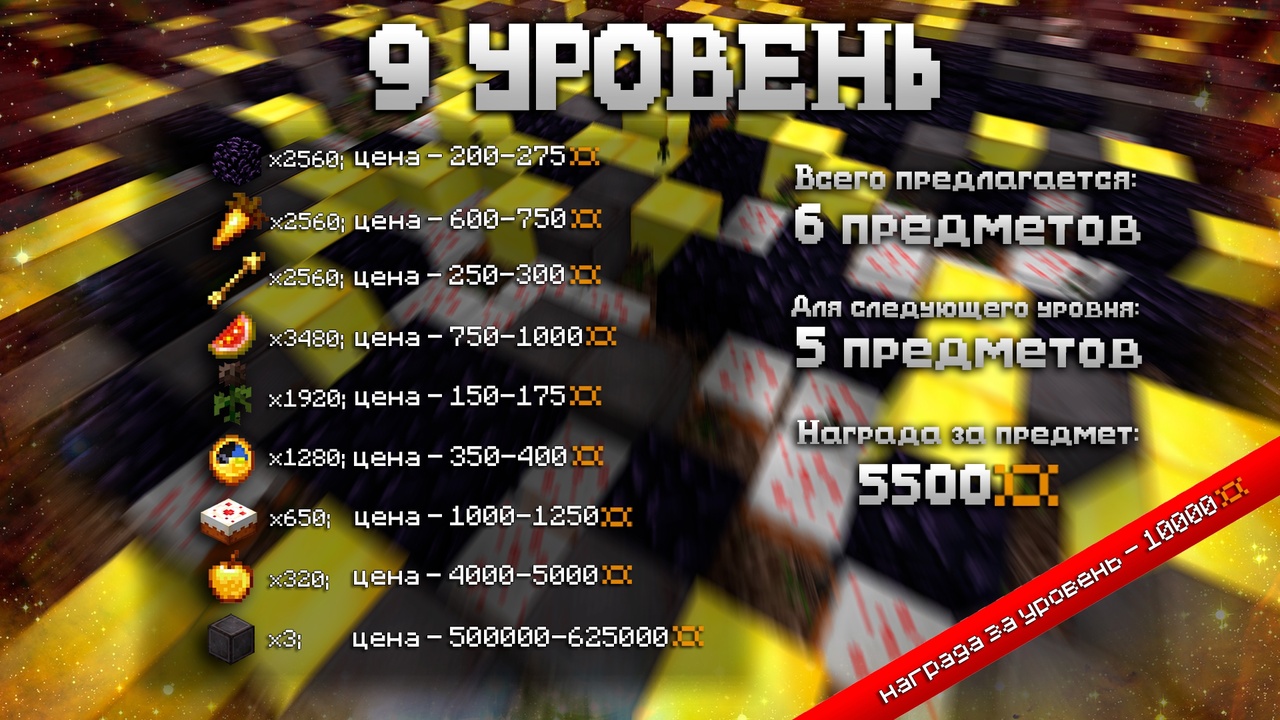 9 УРОВЕНЬ
x2560; цена - 200-275¤
x2560; цена - 600-750¤
x2560; цена - 250-300¤
x3480; цена - 750-1000¤
x1920; цена - 150-175¤
x1280; цена - 350-400¤
x650; цена - 1000-1250¤
x320; цена - 4000-5000¤
x3; цена - 500000-625000¤
Всего предлагается:
6 предметов
Для следующего уровня:
5 предметов
Награда за предмет:
5500¤
награда за уровень - 10000¤